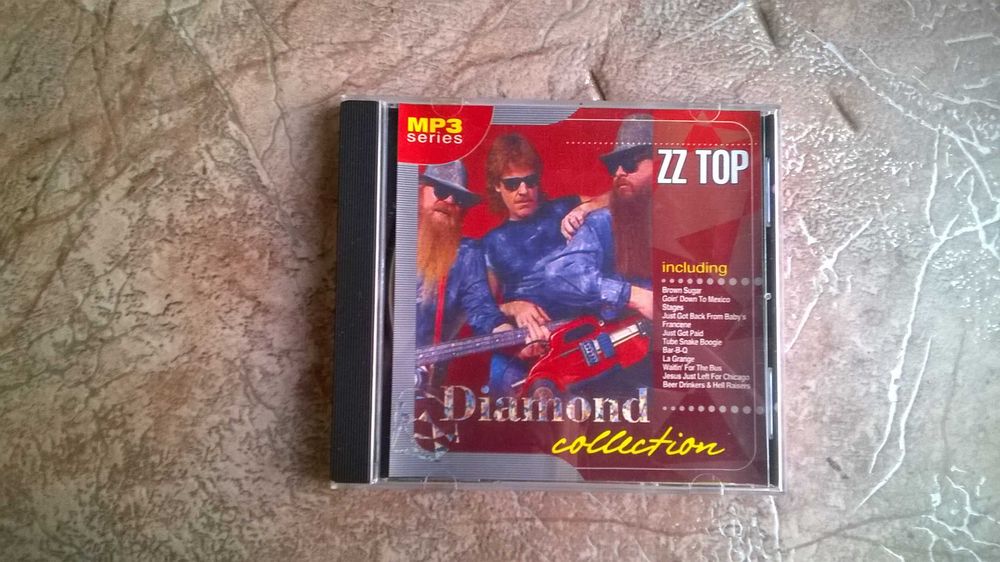 MP3
series
ZZ TOP
including
Brown Sugar
Goin' Down To Mexico
Stages
Just Got Back From Baby's
Francene
Just Got Paid
Tube Snake Boogie
Bar-B-Q
La Grange
Waitin' For The Bus
Jesus Just Left For Chicago
Beer Drinkers & Hell Raisers
Diamond
collection